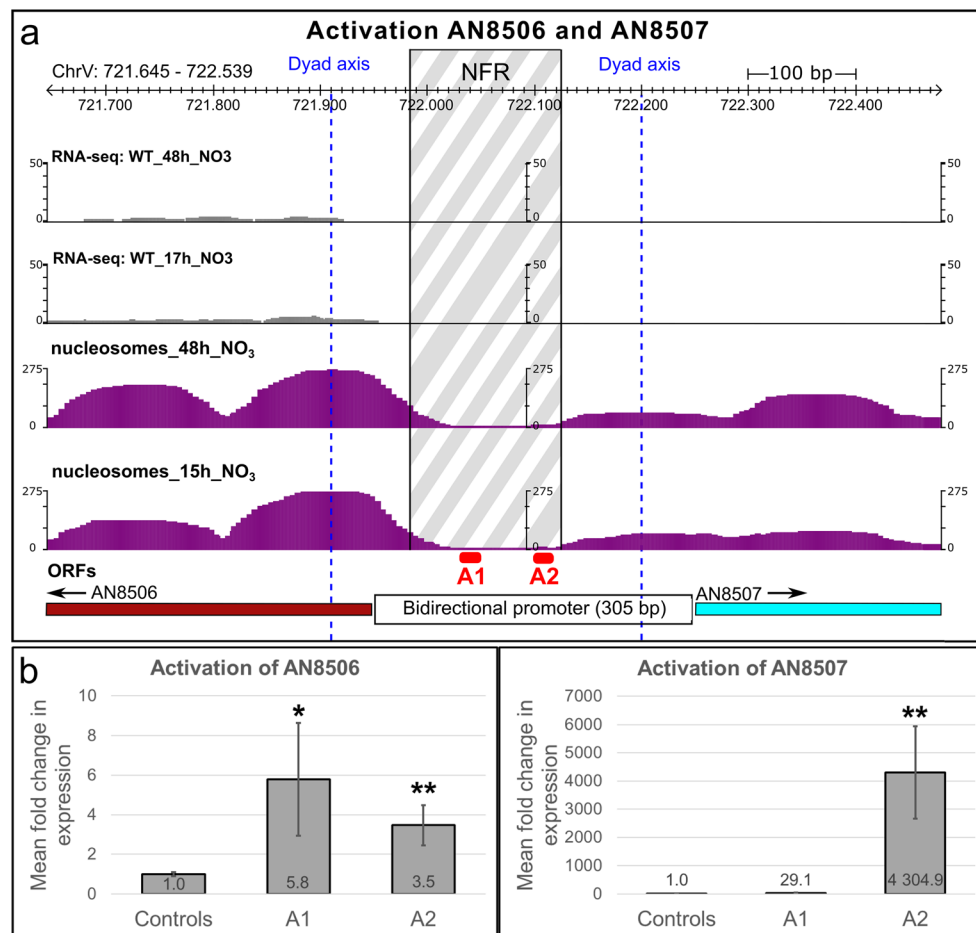 a
Activation AN8506 and AN8507
ChrV: 721.645 - 722.539
Dyad axis
NFR
Dyad axis
100 bp
721.700 721.800 721.900 722.000 722.100 722.200 722.300 722.400
RNA-seq: WT_48h_NO3
50 50 50
0 0 0
RNA-seq: WT_17h_NO3
50 50 50
0 0 0
nucleosomes_48h_NO3
275 275 275
0 0 0
nucleosomes_15h_NO3
275 275 275
0 0 0
A1 A2
ORFs
AN8506
AN8507
Bidirectional promoter (305 bp)
b
Activation of AN8506
Mean fold change in
expression
10
8
6
4
2
0
*
**
1.0 5.8 3.5
Controls A1 A2
Activation of AN8507
Mean fold change in
expression
7000
6000
5000
4000
3000
2000
1000
0
**
1.0 29.1 4 304.9
Controls A1 A2